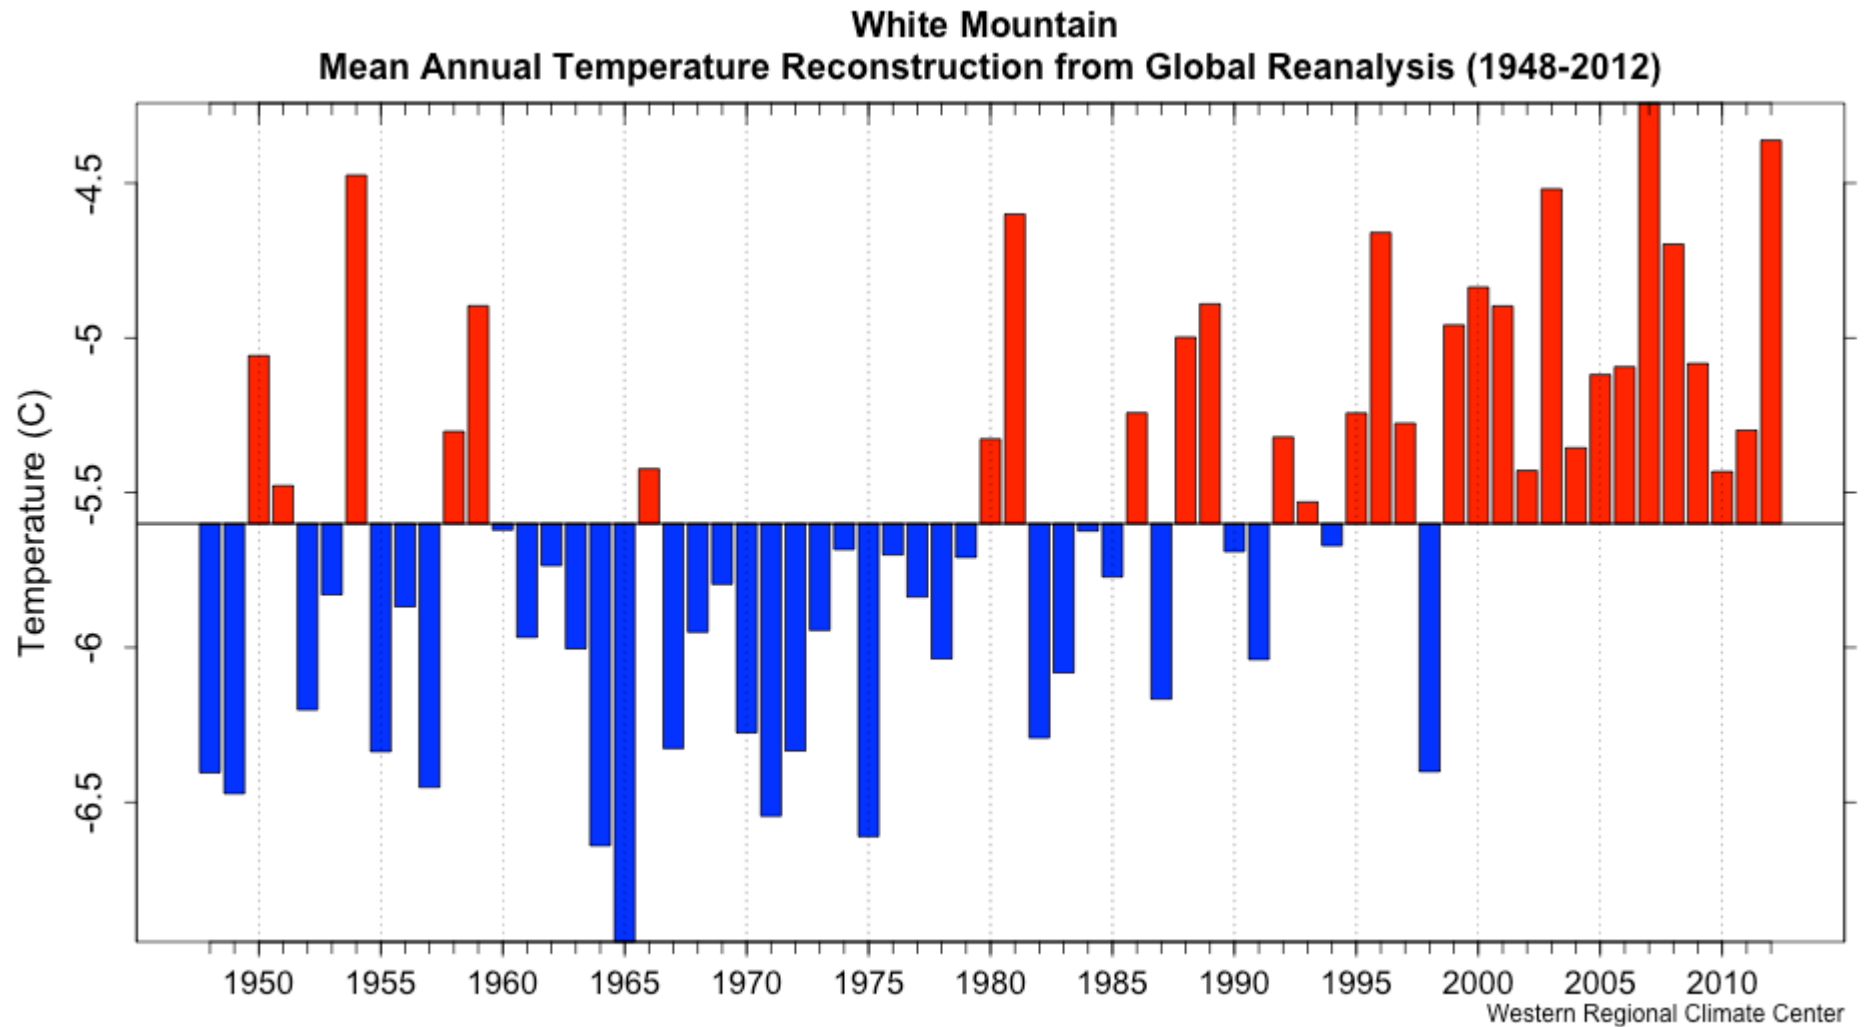 White Mountain
Mean Annual Temperature Reconstruction from Global Reanalysis (1948-2012)
Temperature (C)
-4.5
-5
-5.5
-6
-6.5
1950 1955 1960 1965 1970 1975 1980 1985 1990 1995 2000 2005 2010
Western Regional Climate Center